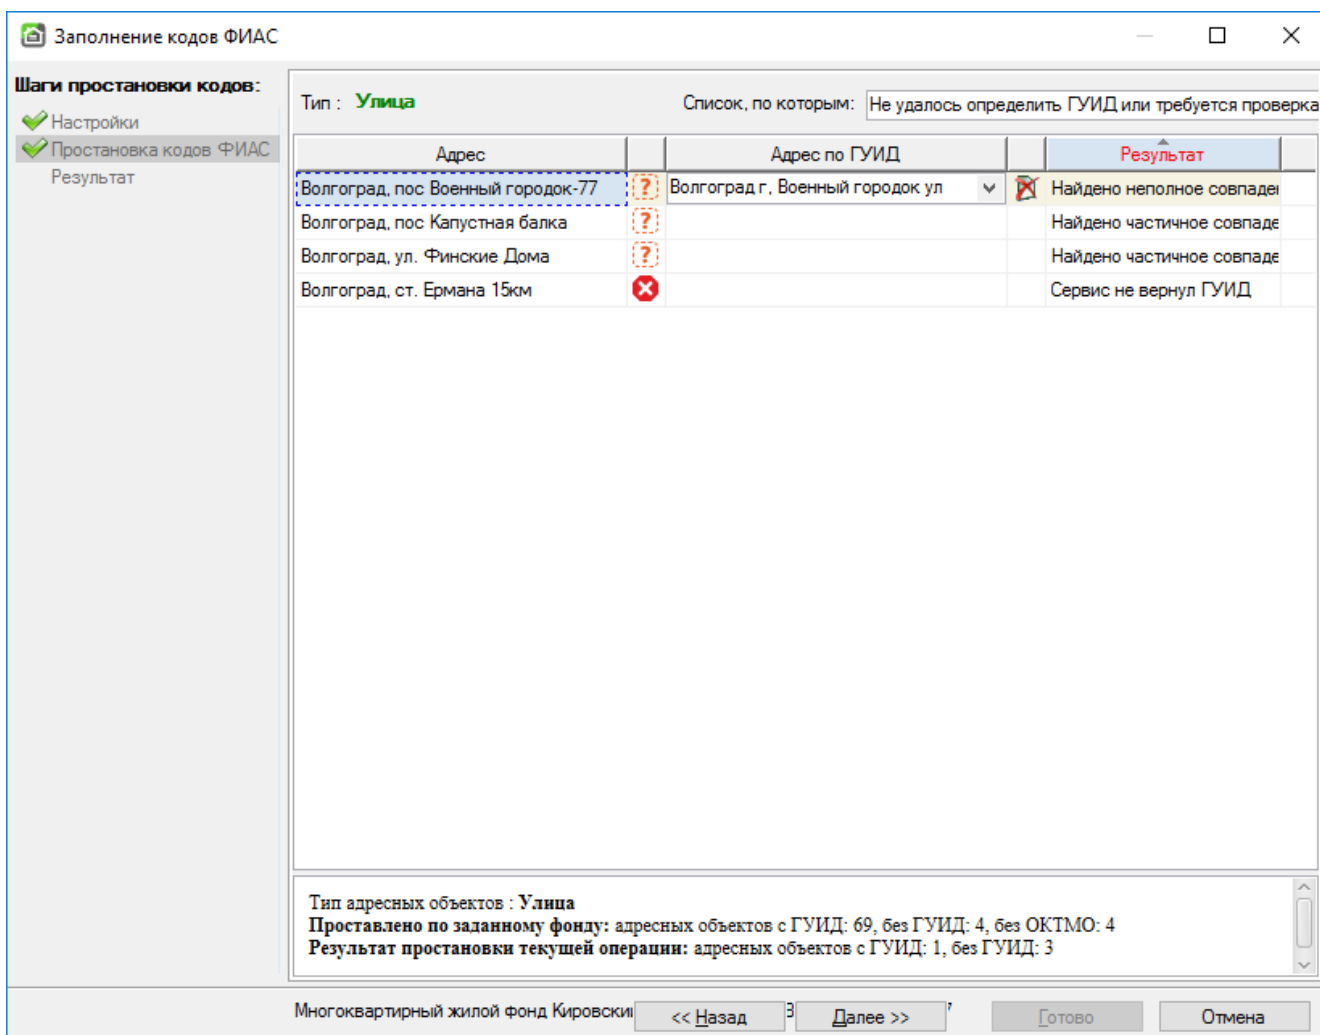 Заполнение кодов ФИАС
Шаги простановки кодов:
Настройки
Простановка кодов ФИАС
Результат
Тип : Улица
Список, по которым: Не удалось определить ГУИД или требуется проверка
Адрес Адрес по ГУИД Результат
Волгоград, пос Военный городок-77 Волгоград г, Военный городок ул Найдено неполное совпаден
Волгоград, пос Капустная балка Найдено частичное совпаде
Волгоград, ул. Финские Дома Найдено частичное совпаде
Волгоград, ст. Ермана 15км Сервис не вернул ГУИД
Тип адресных объектов : Улица
Проставлено по заданному фонду: адресных объектов с ГУИД: 69, без ГУИД: 4, без ОКТМО: 4
Результат простановки текущей операции: адресных объектов с ГУИД: 1, без ГУИД: 3
Многоквартирный жилой фонд Кировски
<< Назад Далее >> Готово Отмена